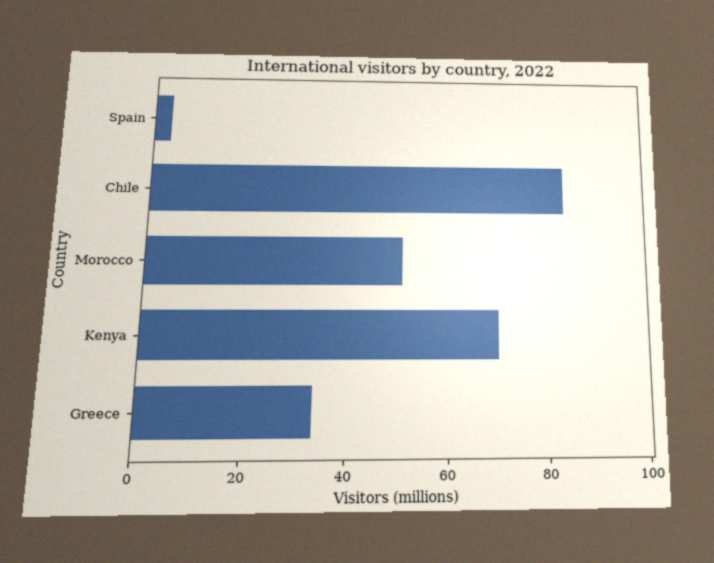 International visitors by country, 2022
Spain
Chile
Morocco
Kenya
Greece
Country
0 20 40 60 80 100
Visitors (millions)